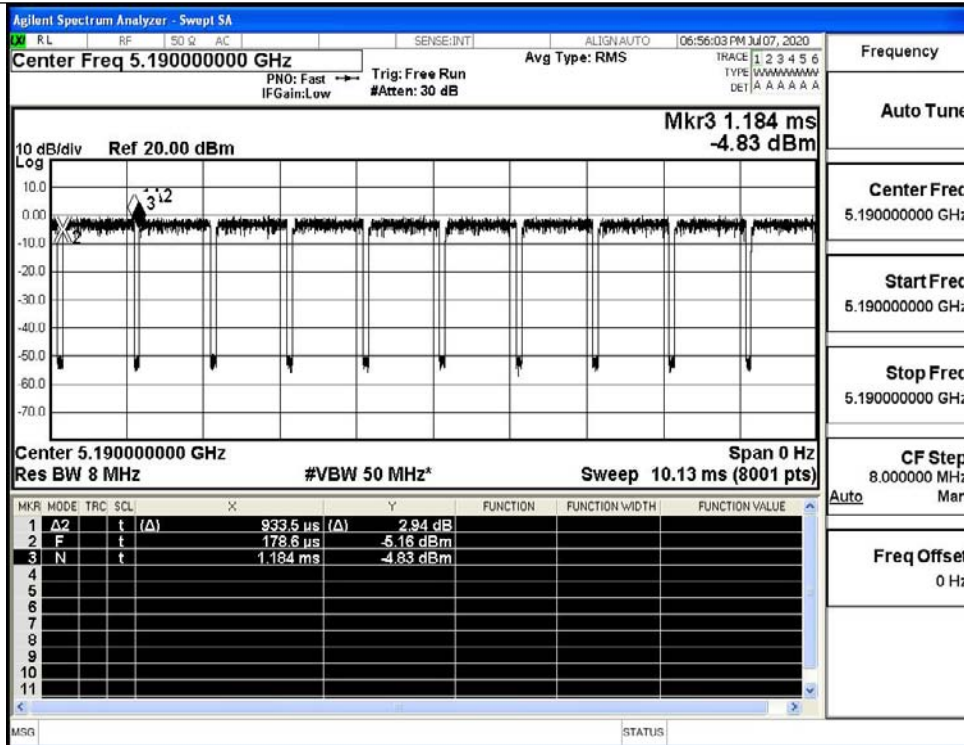 Agilent Spectrum Analyzer - Swept SA
RL RF 50 Ω AC SENSE:INT ALIGN AUTO 06:56:03 PM Jul 07, 2020
Center Freq 5.190000000 GHz
PNO: Fast
IFGain:Low
Trig: Free Run
#Atten: 30 dB
Avg Type: RMS
TRACE 1 2 3 4 5 6
TYPE WWWWWW
DET A A A A A A
Mkr3 1.184 ms
-4.83 dBm
10 dB/div Ref 20.00 dBm
Log
10.0
0.00
-10.0
-20.0
-30.0
-40.0
-50.0
-60.0
-70.0
3
2
Center 5.190000000 GHz Span 0 Hz
Res BW 8 MHz #VBW 50 MHz* Sweep 10.13 ms (8001 pts)
MKR MODE TRC SCL X Y FUNCTION FUNCTION WIDTH FUNCTION VALUE
1 Δ2 t (Δ) 933.5 µs (Δ) 2.94 dB
2 F t 178.6 µs -5.16 dBm
3 N t 1.184 ms -4.83 dBm
4
5
6
7
8
9
10
11
MSG STATUS
Frequency
Auto Tune
Center Freq
5.190000000 GHz
Start Freq
5.190000000 GHz
Stop Freq
5.190000000 GHz
CF Step
8.000000 MHz
Auto Man
Freq Offset
0 Hz